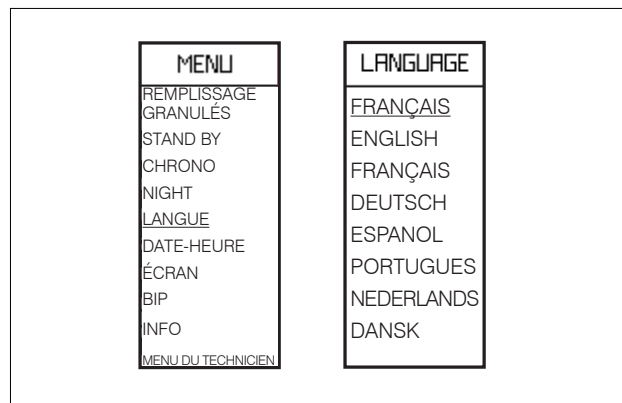 MENU
REMPLISSAGE
GRANULÉS
STAND BY
CHRONO
NIGHT
LANGUE
DATE-HEURE
ÉCRAN
BIP
INFO
MENU DU TECHNICIEN
LANGUAGE
FRANÇAIS
ENGLISH
FRANÇAIS
DEUTSCH
ESPANOL
PORTUGUES
NEDERLANDS
DANSK